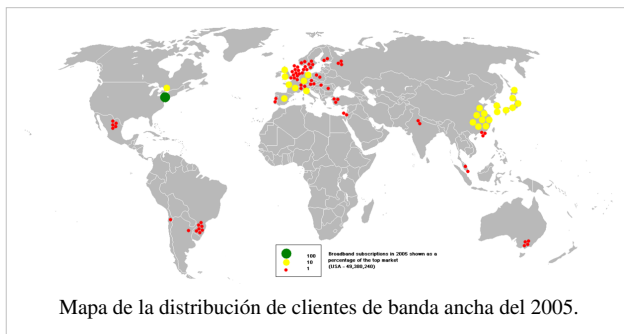 100
10
1
Broadband subscriptions in 2005 shown as a
percentage of the top market
(USA - 49,380,240)
Mapa de la distribución de clientes de banda ancha del 2005.